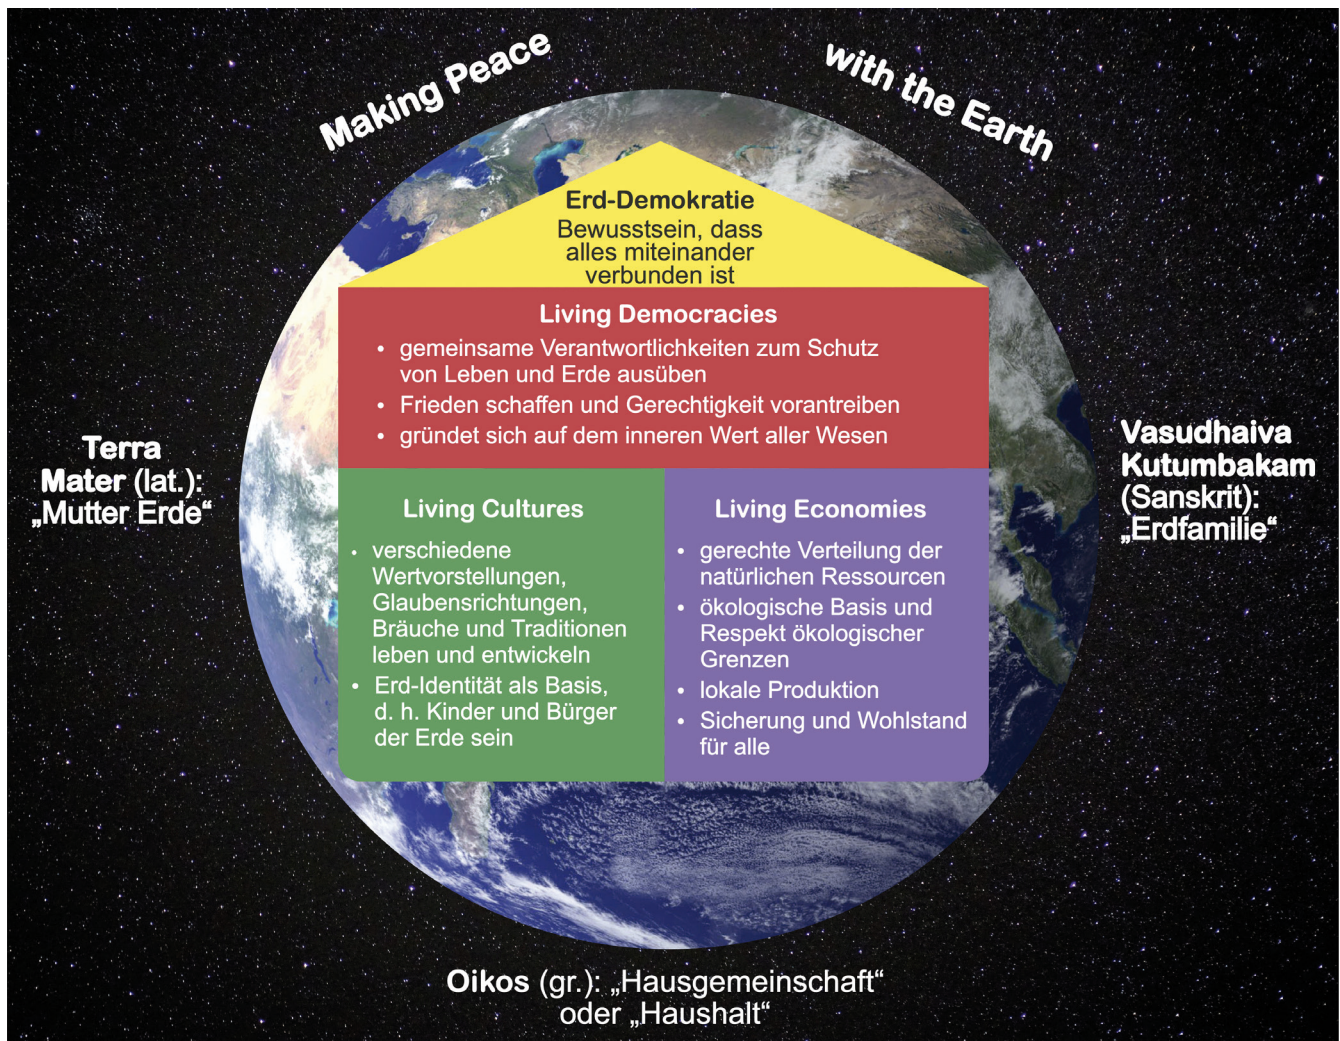 Making Peace
with the Earth
Erd-Demokratie
Bewusstsein, dass
alles miteinander
verbunden ist
Living Democracies
• gemeinsame Verantwortlichkeiten zum Schutz
von Leben und Erde ausüben
• Frieden schaffen und Gerechtigkeit vorantreiben
• gründet sich auf dem inneren Wert aller Wesen
Terra
Mater (lat.):
„Mutter Erde“
Living Cultures
• verschiedene
Wertvorstellungen,
Glaubensrichtungen,
Bräuche und Traditionen
leben und entwickeln
• Erd-Identität als Basis,
d. h. Kinder und Bürger
der Erde sein
Living Economies
• gerechte Verteilung der
natürlichen Ressourcen
• ökologische Basis und
Respekt ökologischer
Grenzen
• lokale Produktion
• Sicherung und Wohlstand
für alle
Vasudhaiva
Kutumbakam
(Sanskrit):
„Erdfamilie“
Oikos (gr.): „Hausgemeinschaft“
oder „Haushalt“